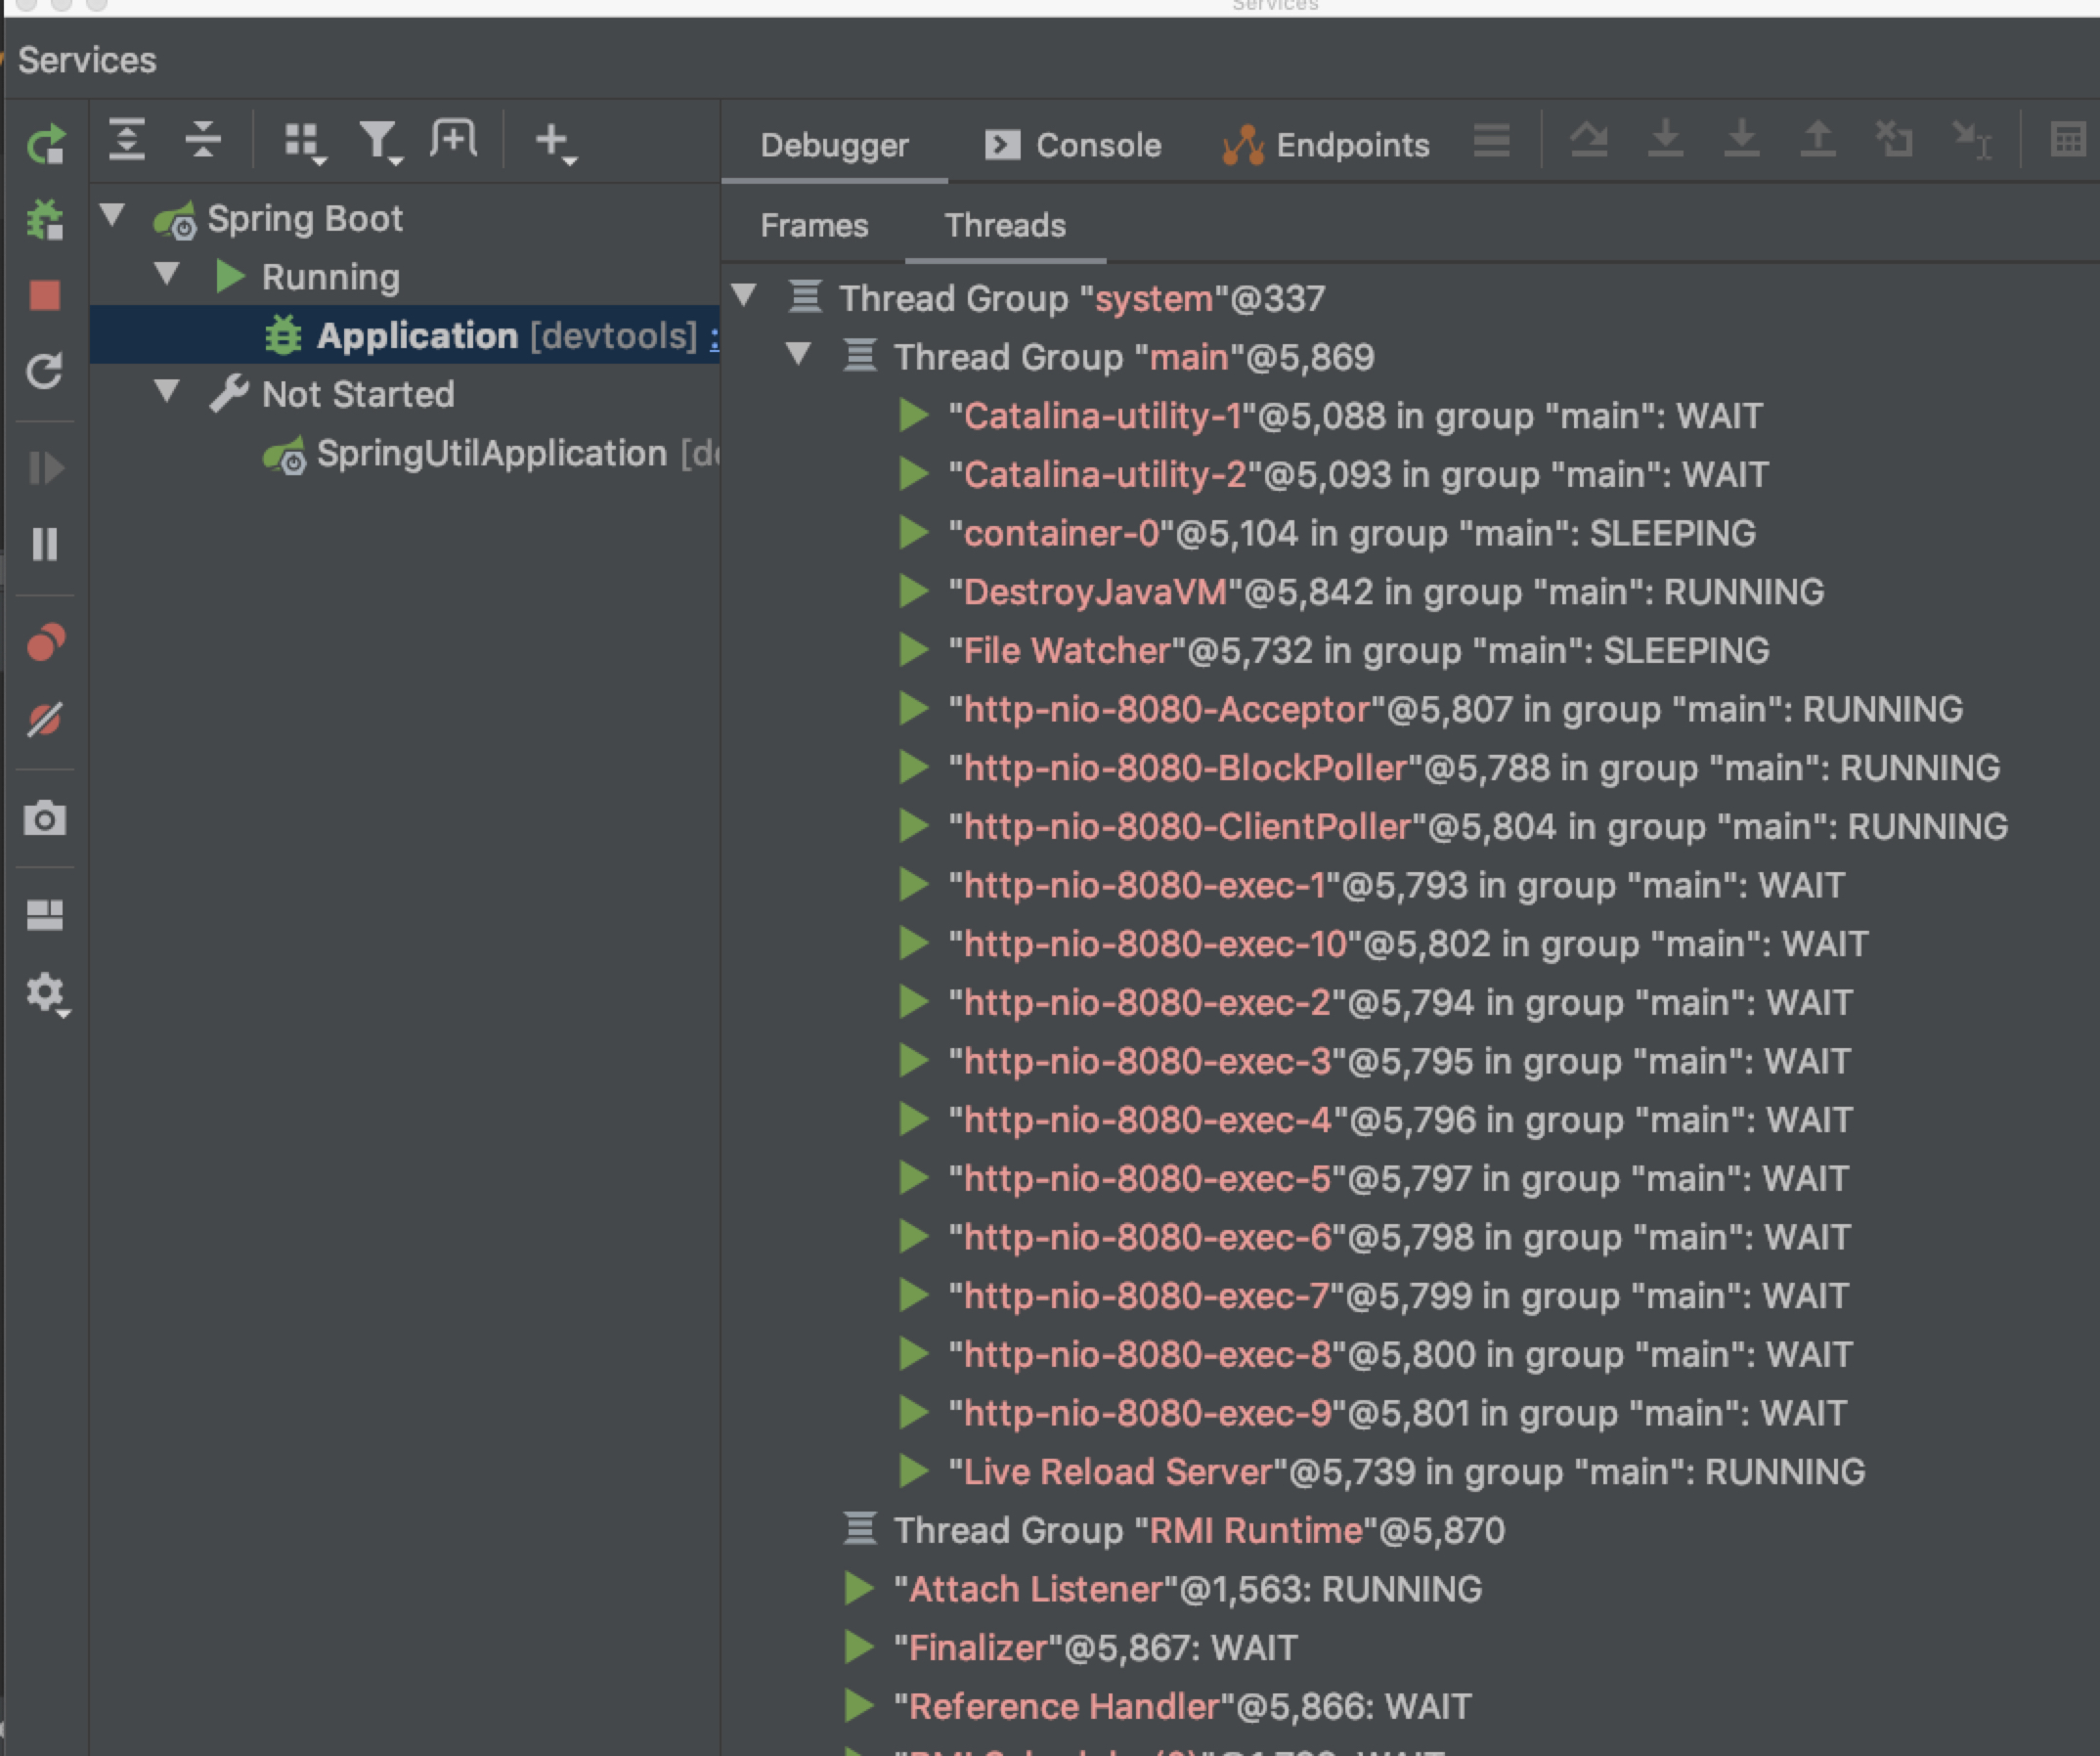 Services
Services
Debugger Console Endpoints
Frames Threads
Spring Boot
Running
Application [devtools] :
Not Started
SpringUtilApplication [de
Thread Group "system"@337
Thread Group "main"@5,869
"Catalina-utility-1"@5,088 in group "main": WAIT
"Catalina-utility-2"@5,093 in group "main": WAIT
"container-0"@5,104 in group "main": SLEEPING
"DestroyJavaVM"@5,842 in group "main": RUNNING
"File Watcher"@5,732 in group "main": SLEEPING
"http-nio-8080-Acceptor"@5,807 in group "main": RUNNING
"http-nio-8080-BlockPoller"@5,788 in group "main": RUNNING
"http-nio-8080-ClientPoller"@5,804 in group "main": RUNNING
"http-nio-8080-exec-1"@5,793 in group "main": WAIT
"http-nio-8080-exec-10"@5,802 in group "main": WAIT
"http-nio-8080-exec-2"@5,794 in group "main": WAIT
"http-nio-8080-exec-3"@5,795 in group "main": WAIT
"http-nio-8080-exec-4"@5,796 in group "main": WAIT
"http-nio-8080-exec-5"@5,797 in group "main": WAIT
"http-nio-8080-exec-6"@5,798 in group "main": WAIT
"http-nio-8080-exec-7"@5,799 in group "main": WAIT
"http-nio-8080-exec-8"@5,800 in group "main": WAIT
"http-nio-8080-exec-9"@5,801 in group "main": WAIT
"Live Reload Server"@5,739 in group "main": RUNNING
Thread Group "RMI Runtime"@5,870
"Attach Listener"@1,563: RUNNING
"Finalizer"@5,867: WAIT
"Reference Handler"@5,866: WAIT